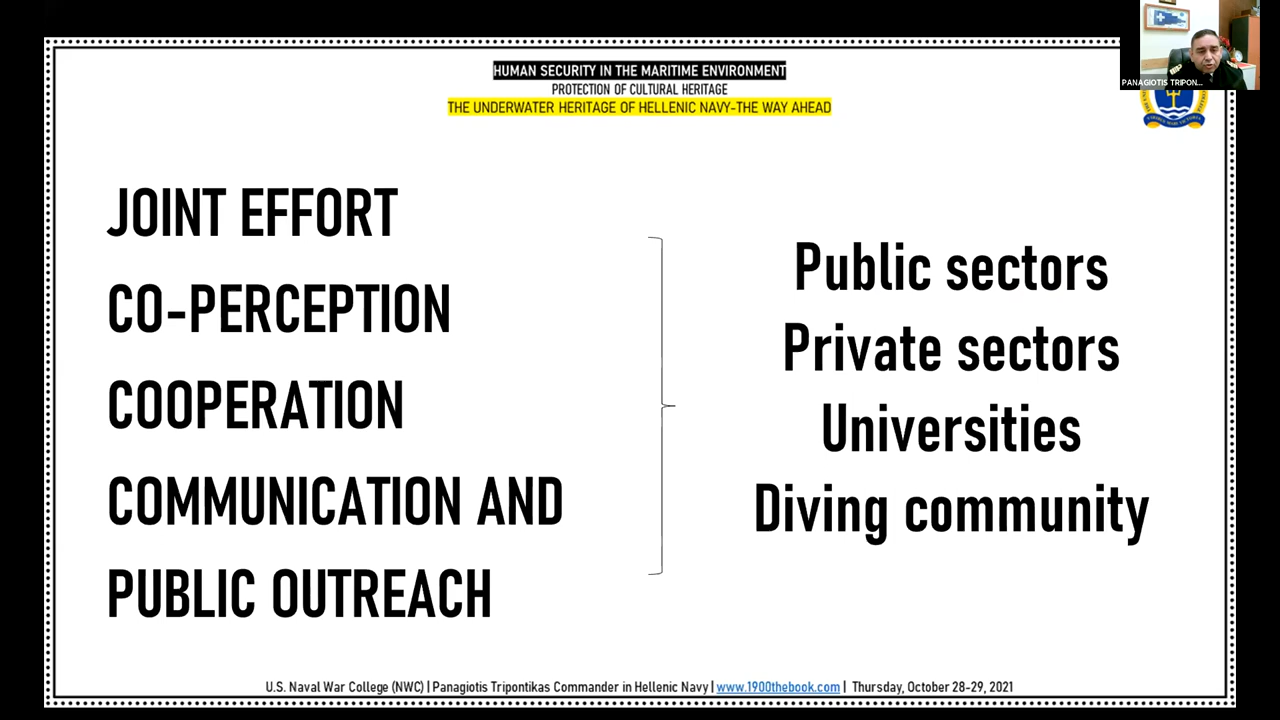 PANAGIOTIS TRIPON...
HUMAN SECURITY IN THE MARITIME ENVIRONMENT
PROTECTION OF CULTURAL HERITAGE
THE UNDERWATER HERITAGE OF HELLENIC NAVY-THE WAY AHEAD
JOINT EFFORT
CO-PERCEPTION
COOPERATION
COMMUNICATION AND
PUBLIC OUTREACH
Public sectors
Private sectors
Universities
Diving community
U.S. Naval War College (NWC) | Panagiotis Tripontikas Commander in Hellenic Navy | www.1900thebook.com | Thursday, October 28-29, 2021